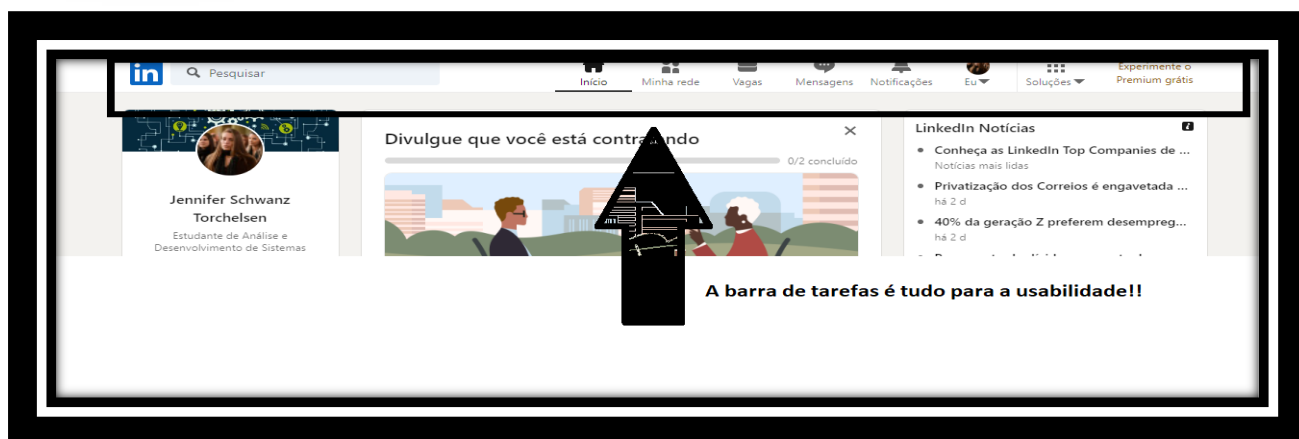 in Pesquisar
Início Minha rede Vagas Mensagens Notificações Eu Soluções Experimente o
Premium grátis
Jennifer Schwanz
Torchelsen
Estudante de Análise e
Desenvolvimento de Sistemas
Divulgue que você está contratando
0/2 concluído
LinkedIn Notícias
Conheça as LinkedIn Top Companies de ...
Notícias mais lidas
Privatização dos Correios é engavetada ...
há 2 d
40% da geração Z preferem desempreg...
há 2 d
A barra de tarefas é tudo para a usabilidade!!